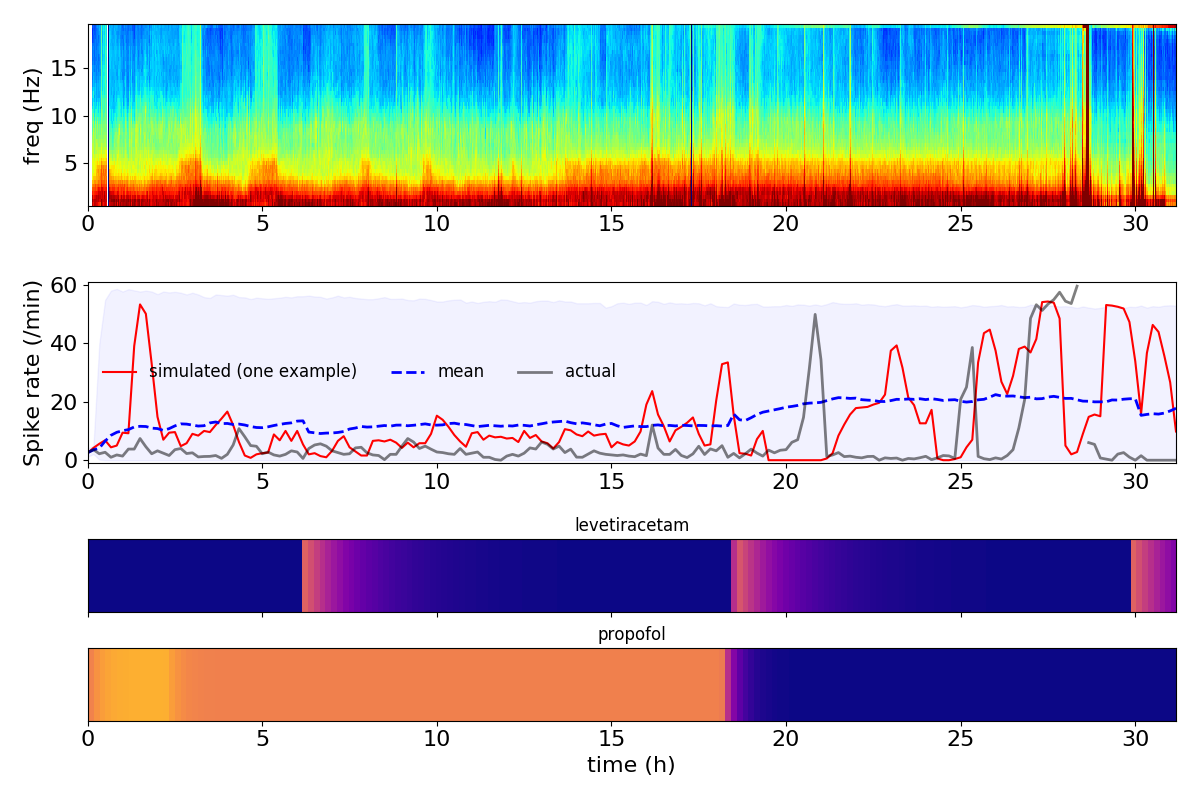 freq (Hz)
15
10
5
0 5 10 15 20 25 30
Spike rate (/min)
60
40
20
0
simulated (one example) mean actual
0 5 10 15 20 25 30
levetiracetam
propofol
0 5 10 15 20 25 30
time (h)